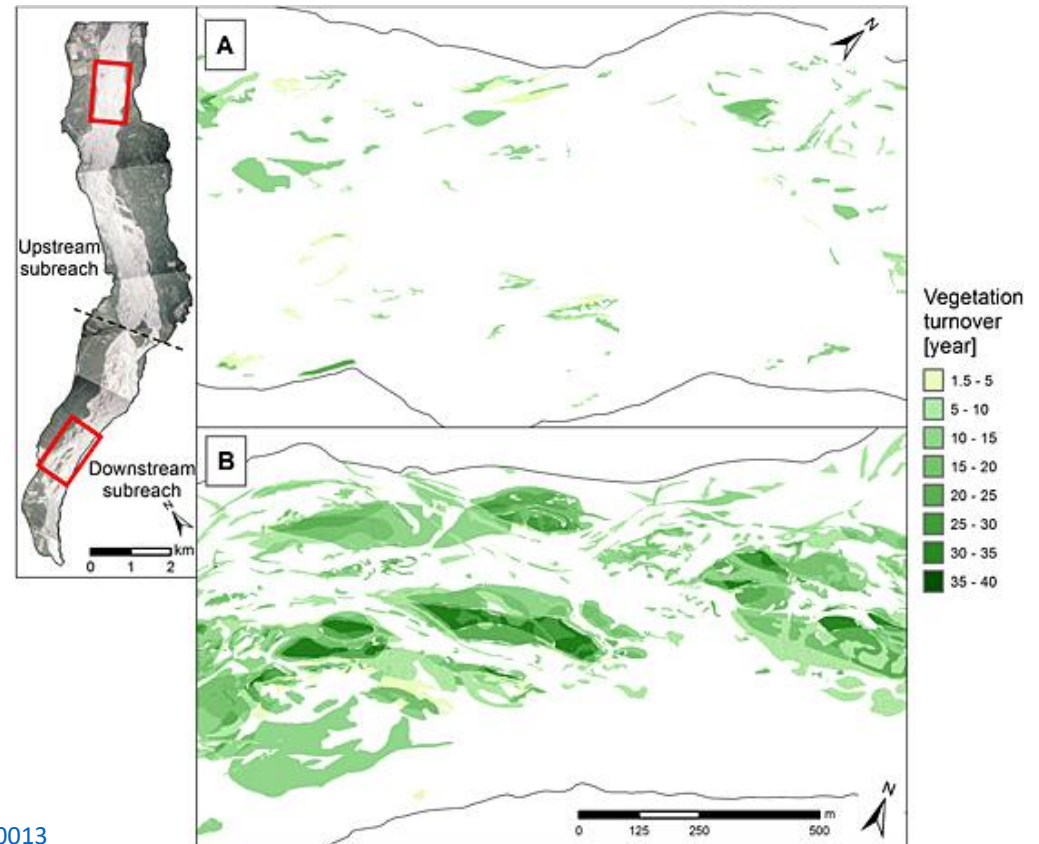 A
N
Upstream
subreach
Downstream
subreach
N
km
0 1 2
B
N
m
0 125 250 500
Vegetation
turnover
[year]
1.5 - 5
5 - 10
10 - 15
15 - 20
20 - 25
25 - 30
30 - 35
35 - 40
0013